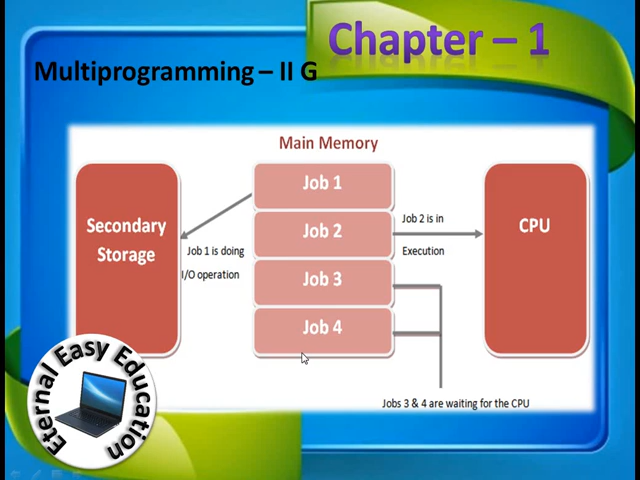 Chapter – 1
Multiprogramming – II G
Main Memory
Secondary
Storage
Job 1
Job 2
Job 3
Job 4
CPU
Job 1 is doing
I/O operation
Job 2 is in
Execution
Jobs 3 & 4 are waiting for the CPU
Eternal Easy Education